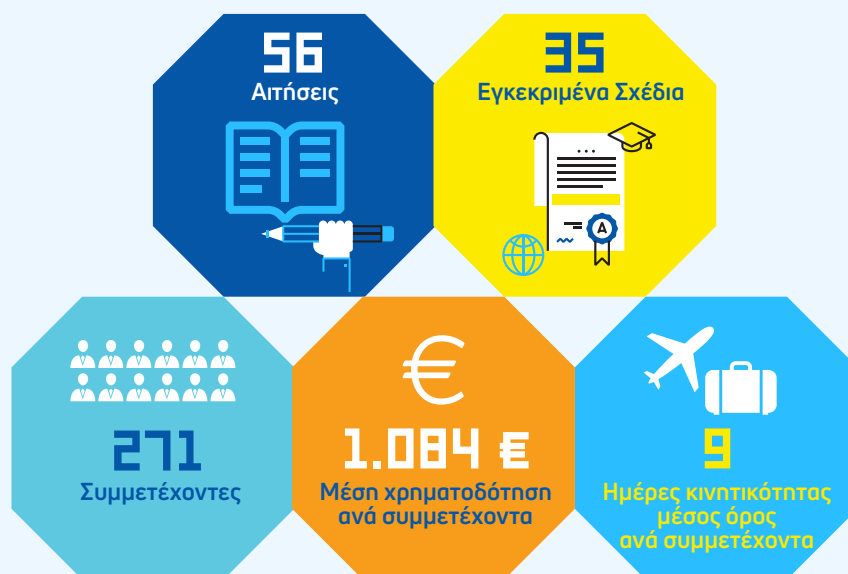 56
Αιτήσεις
35
Εγκεκριμένα Σχέδια
A
271
Συμμετέχοντες
€
1.084 €
Μέση χρηματοδότηση
ανά συμμετέχοντα
9
Ημέρες κινητικότητας
μέσος όρος
ανά συμμετέχοντα